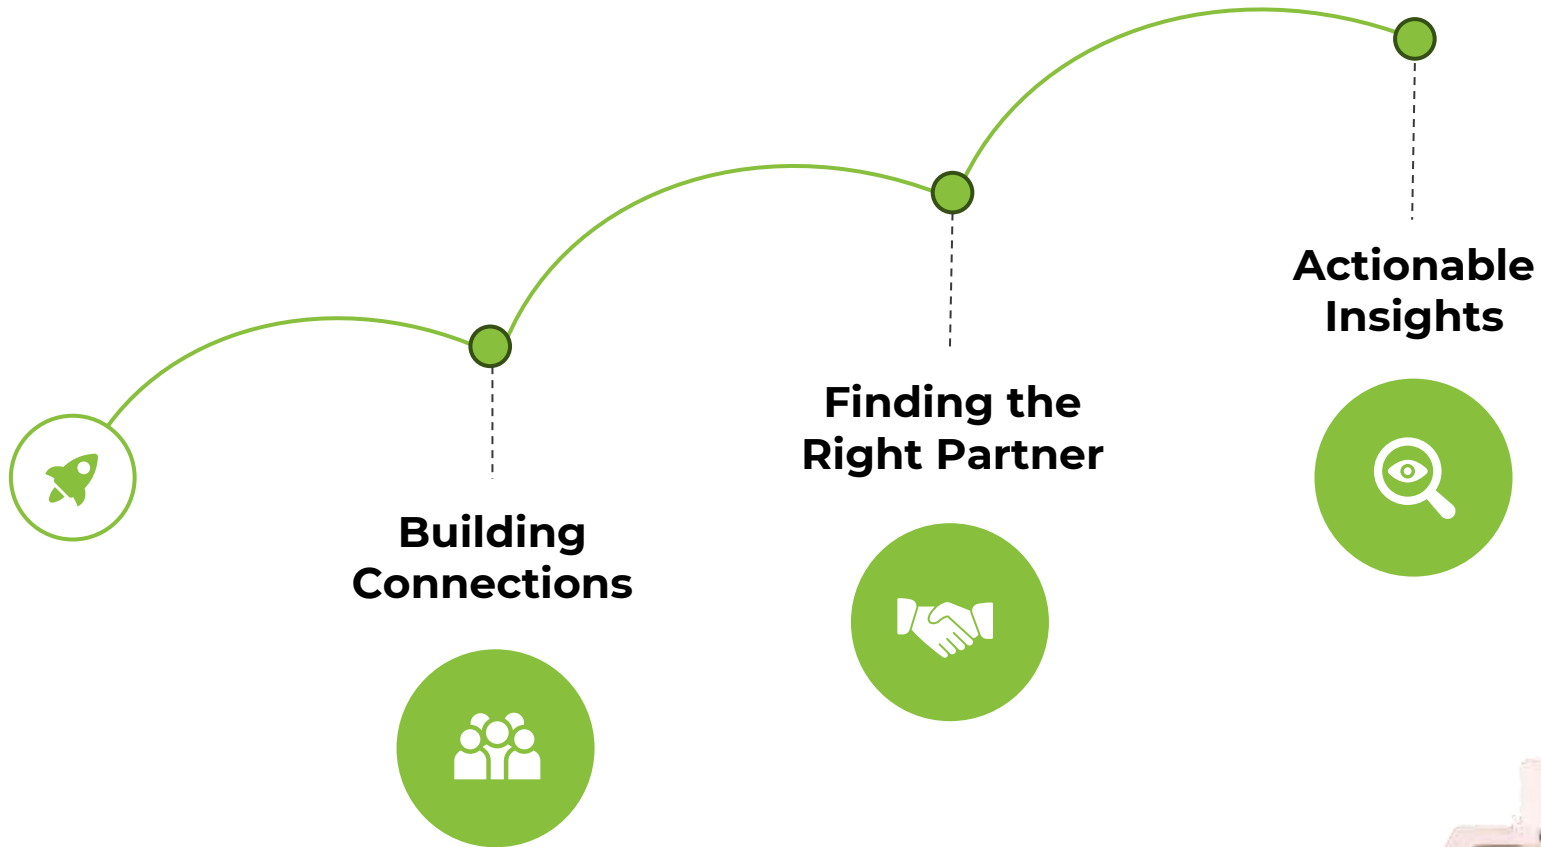 Building
Connections
Finding the
Right Partner
Actionable
Insights